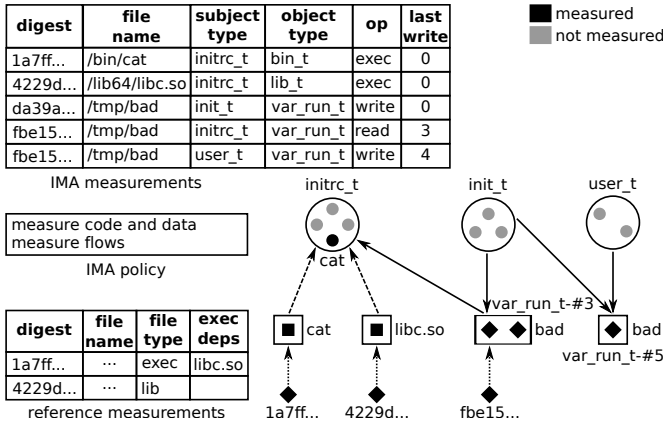 digest file name subject type object type op last write
1a7ff... /bin/cat initrc_t bin_t exec 0
4229d... /lib64/libc.so initrc_t lib_t exec 0
da39a... /tmp/bad init_t var_run_t write 0
fbe15... /tmp/bad initrc_t var_run_t read 3
fbe15... /tmp/bad user_t var_run_t write 4
IMA measurements
measured
not measured
initrc_t
init_t
user_t
cat
measure code and data
measure flows
IMA policy
digest file name file type exec deps
1a7ff... ... exec libc.so
4229d... ... lib
reference measurements
var_run_t-#3
cat
libc.so
bad
bad
var_run_t-#5
1a7ff...
4229d...
fbe15...